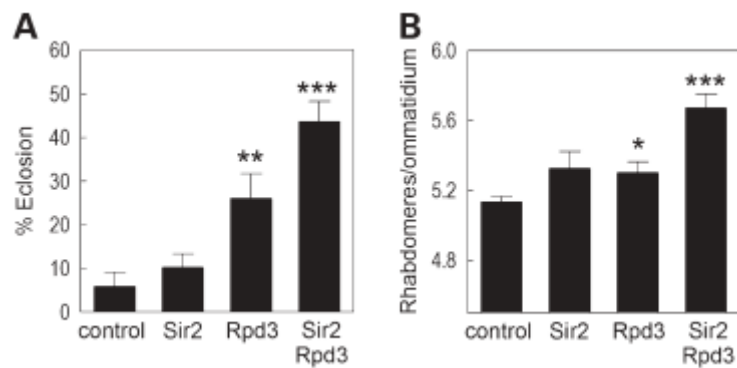 A
% Eclosion
60
50
40
30
20
10
0
**
***
control Sir2 Rpd3 Sir2
Rpd3
B
Rhabdomeres/ommatidium
6.0
5.6
5.2
4.8
*
***
control Sir2 Rpd3 Sir2
Rpd3